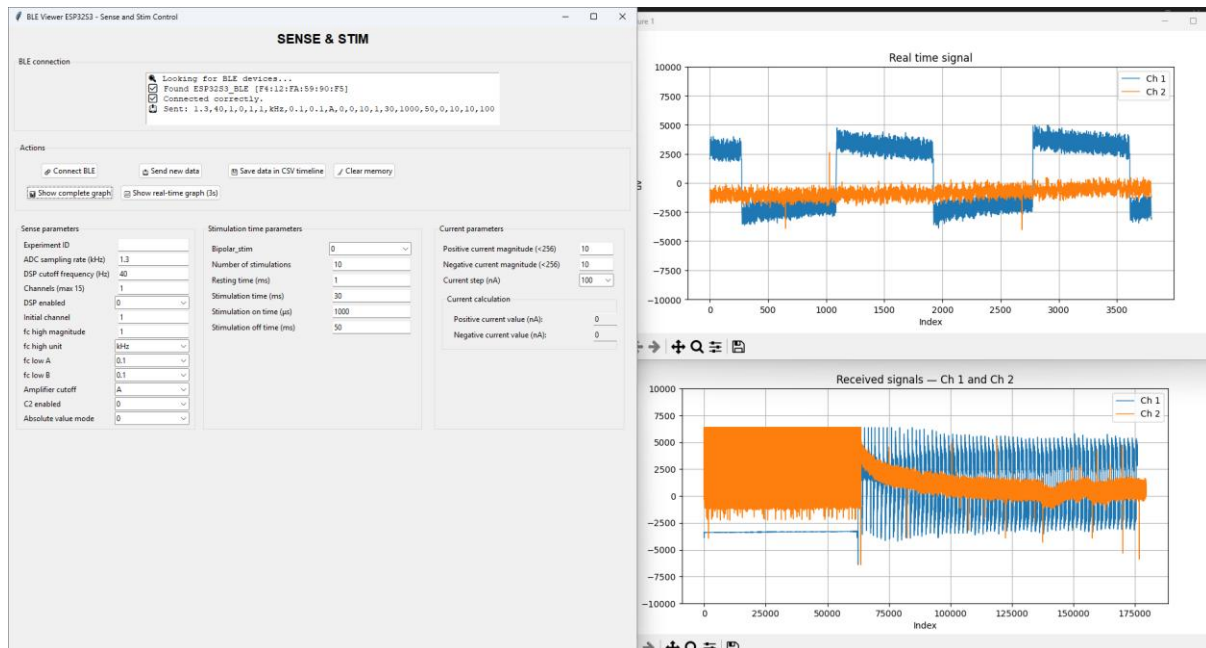 BLE Viewer ESP32S3 - Sense and Stim Control
SENSE & STIM
BLE connection
Looking for BLE devices...
Found ESP32S3_BLE [F4:12:FA:59:90:F5]
Connected correctly.
Sent: 1.3,40,1,0,1,1,kHz,0.1,0.1,A,0,0,10,1,30,1000,50,0,10,10,100
Actions
Connect BLE
Send new data
Save data in CSV timeline
Clear memory
Show complete graph
Show real-time graph (3s)
Sense parameters
Experiment ID
ADC sampling rate (kHz) 1.3
DSP cutoff frequency (Hz) 40
Channels (max 15) 1
DSP enabled 0
Initial channel 1
fc high magnitude 1
fc high unit kHz
fc low A 0.1
fc low B 0.1
Amplifier cutoff A
C2 enabled 0
Absolute value mode 0
Stimulation time parameters
Bipolar_stim 0
Number of stimulations 10
Resting time (ms) 1
Stimulation time (ms) 30
Stimulation on time (µs) 1000
Stimulation off time (ms) 50
Current parameters
Positive current magnitude (<256) 10
Negative current magnitude (<256) 10
Current step (nA) 100
Current calculation
Positive current value (nA): 0
Negative current value (nA): 0
ure 1
Real time signal
10000
7500
5000
2500
0
−2500
−5000
−7500
−10000
Ch 1
Ch 2
0 500 1000 1500 2000 2500 3000 3500
Index
Received signals — Ch 1 and Ch 2
10000
7500
5000
2500
0
−2500
−5000
−7500
−10000
Ch 1
Ch 2
0 25000 50000 75000 100000 125000 150000 175000
Index